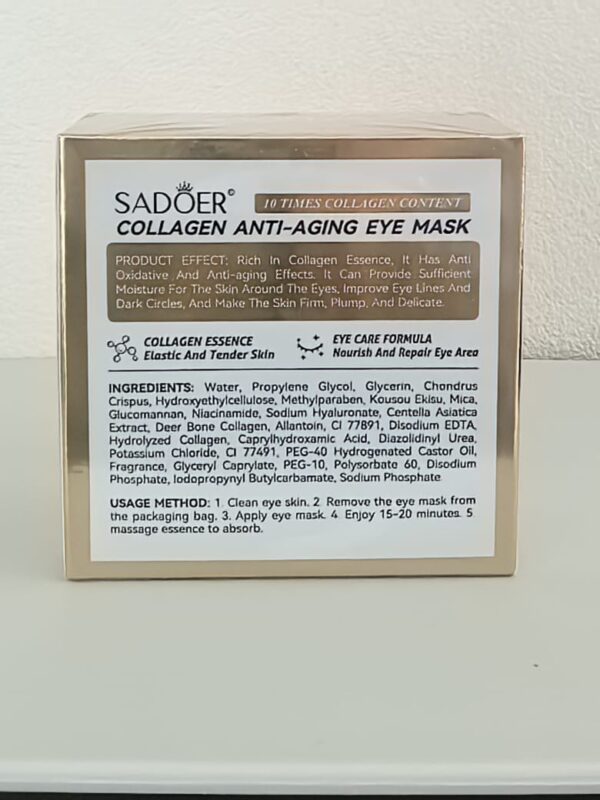 SADOER©
10 TIMES COLLAGEN CONTENT
COLLAGEN ANTI-AGING EYE MASK
PRODUCT EFFECT: Rich In Collagen Essence, It Has Anti
Oxidative And Anti-aging Effects. It Can Provide Sufficient
Moisture For The Skin Around The Eyes, Improve Eye Lines And
Dark Circles, And Make The Skin Firm, Plump, And Delicate.
COLLAGEN ESSENCE
Elastic And Tender Skin
EYE CARE FORMULA
Nourish And Repair Eye Area
INGREDIENTS: Water, Propylene Glycol, Glycerin, Chondrus
Crispus, Hydroxyethylcellulose, Methylparaben, Kousou Ekisu, Mica,
Glucomannan, Niacinamide, Sodium Hyaluronate, Centella Asiatica
Extract, Deer Bone Collagen, Allantoin, CI 77891, Disodium EDTA,
Hydrolyzed Collagen, Caprylhydroxamic Acid, Diazolidinyl Urea,
Potassium Chloride, CI 77491, PEG-40 Hydrogenated Castor Oil,
Fragrance, Glyceryl Caprylate, PEG-10, Polysorbate 60, Disodium
Phosphate, Iodopropynyl Butylcarbamate, Sodium Phosphate
USAGE METHOD: 1. Clean eye skin. 2. Remove the eye mask from
the packaging bag. 3. Apply eye mask. 4. Enjoy 15-20 minutes. 5.
massage essence to absorb.